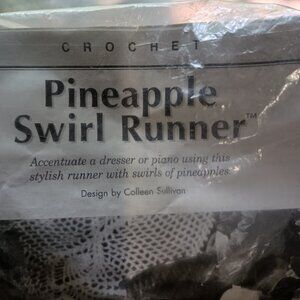 CROCHET
Pineapple
Swirl Runner™
Accentuate a dresser or piano using this
stylish runner with swirls of pineapples.
Design by Colleen Sullivan